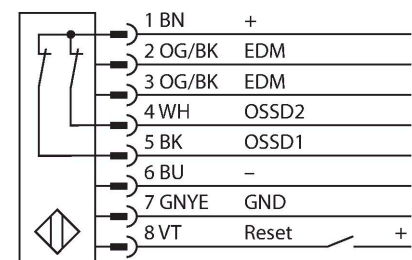 1 BN +
2 OG/BK EDM
3 OG/BK EDM
4 WH OSSD2
5 BK OSSD1
6 BU –
7 GNYE GND
8 VT Reset +